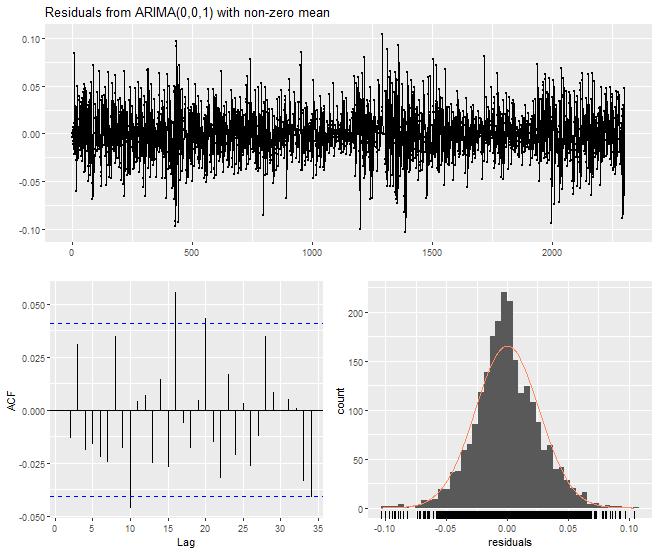 Residuals from ARIMA(0,0,1) with non-zero mean
0.10
0.05
0.00
-0.05
-0.10
0 500 1000 1500 2000
0.050
0.025
0.000
-0.025
-0.050
ACF
0 5 10 15 20 25 30 35
Lag
200
150
100
50
0
count
-0.10 -0.05 0.00 0.05 0.10
residuals